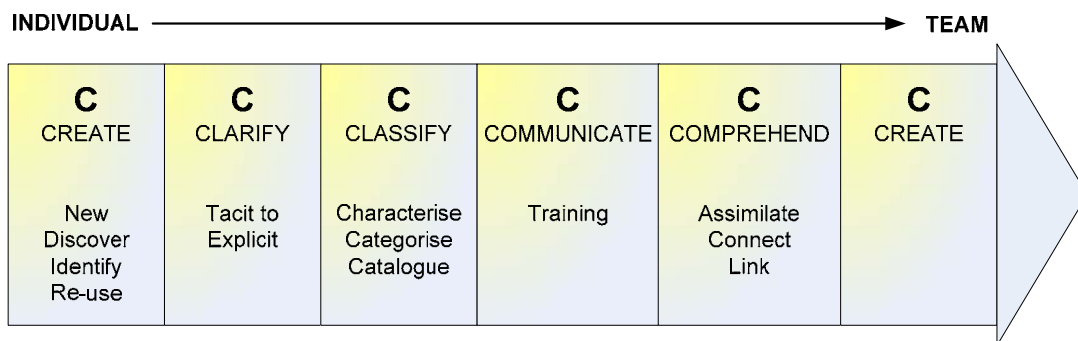 INDIVIDUAL
TEAM
C
CREATE
New
Discover
Identify
Re-use
C
CLARIFY
Tacit to
Explicit
C
CLASSIFY
Characterise
Categorise
Catalogue
C
COMMUNICATE
Training
C
COMPREHEND
Assimilate
Connect
Link
C
CREATE